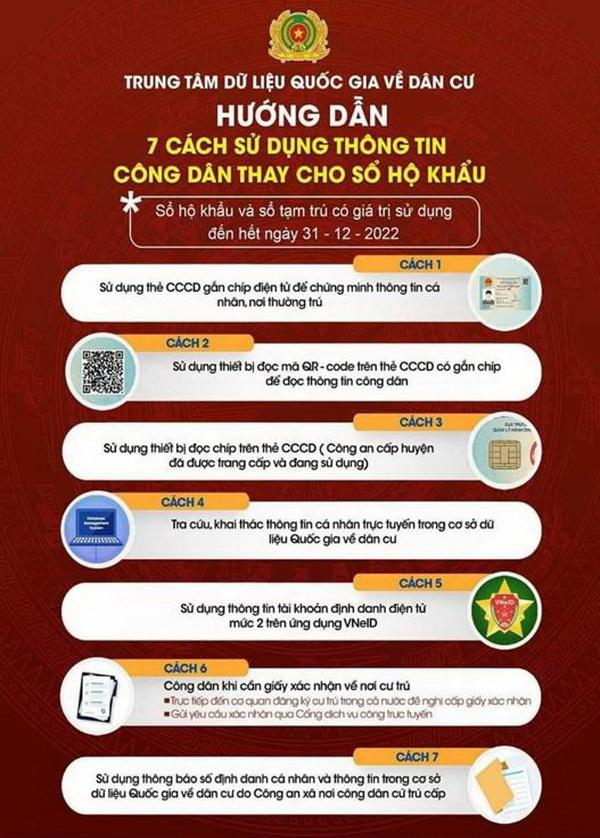 TRUNG TÂM DỮ LIỆU QUỐC GIA VỀ DÂN CƯ
HƯỚNG DẪN
7 CÁCH SỬ DỤNG THÔNG TIN
CÔNG DÂN THAY CHO SỔ HỘ KHẨU
* Sổ hộ khẩu và sổ tạm trú có giá trị sử dụng
đến hết ngày 31 - 12 - 2022
CÁCH 1
Sử dụng thẻ CCCD gắn chíp điện tử để chứng minh thông tin cá
nhân, nơi thường trú
CÁCH 2
Sử dụng thiết bị đọc mã QR - code trên thẻ CCCD có gắn chip
để đọc thông tin công dân
CÁCH 3
Sử dụng thiết bị đọc chíp trên thẻ CCCD ( Công an cấp huyện
đã được trang cấp và đang sử dụng)
CÁCH 4
Database
Management
System
Tra cứu, khai thác thông tin cá nhân trực tuyến trong cơ sở dữ
liệu Quốc gia về dân cư
CÁCH 5
Sử dụng thông tin tài khoản định danh điện tử
mức 2 trên ứng dụng VNeID
VNeID
CÁCH 6
Công dân khi cần giấy xác nhận về nơi cư trú
Trực tiếp đến cơ quan đăng ký cư trú trong cả nước đề nghị cấp giấy xác nhận
Gửi yêu cầu xác nhận qua Cổng dịch vụ công trực tuyến
CÁCH 7
Sử dụng thông báo số định danh cá nhân và thông tin trong cơ sở
dữ liệu Quốc gia về dân cư do Công an xã nơi công dân cứ trú cấp